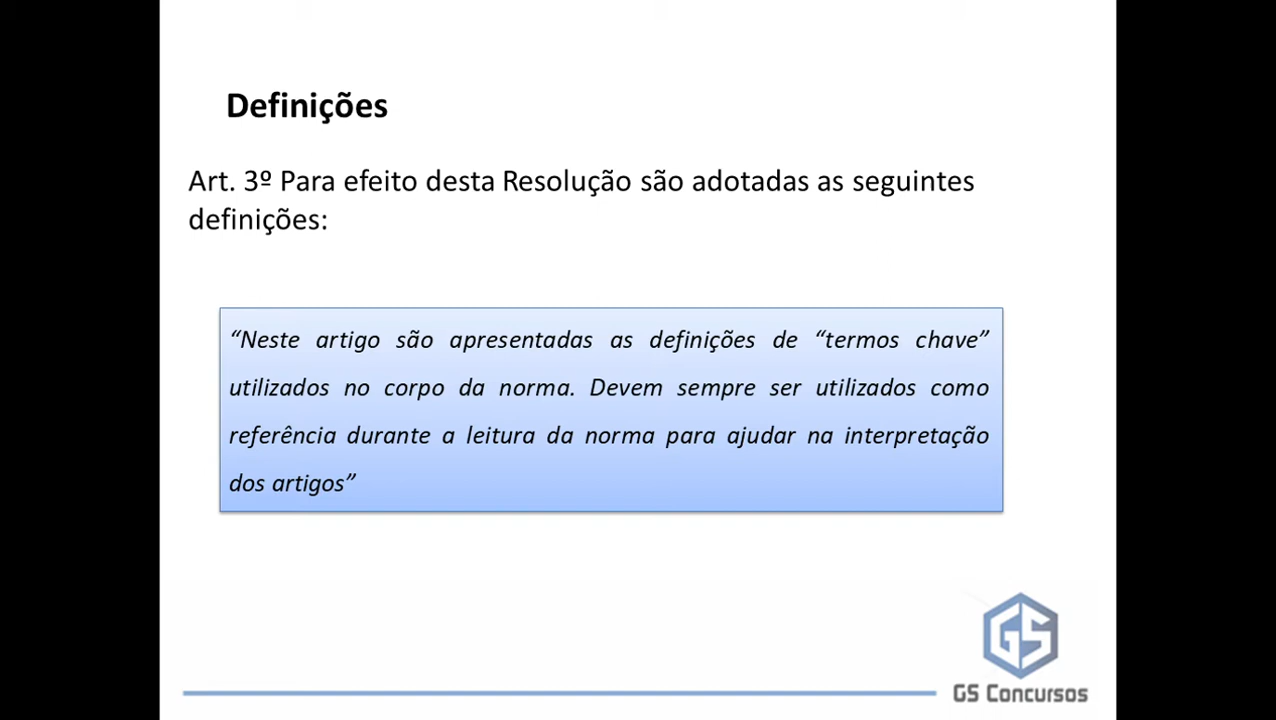 Definições
Art. 3º Para efeito desta Resolução são adotadas as seguintes
definições:
“Neste artigo são apresentadas as definições de “termos chave”
utilizados no corpo da norma. Devem sempre ser utilizados como
referência durante a leitura da norma para ajudar na interpretação
dos artigos”
GS
GS Concursos